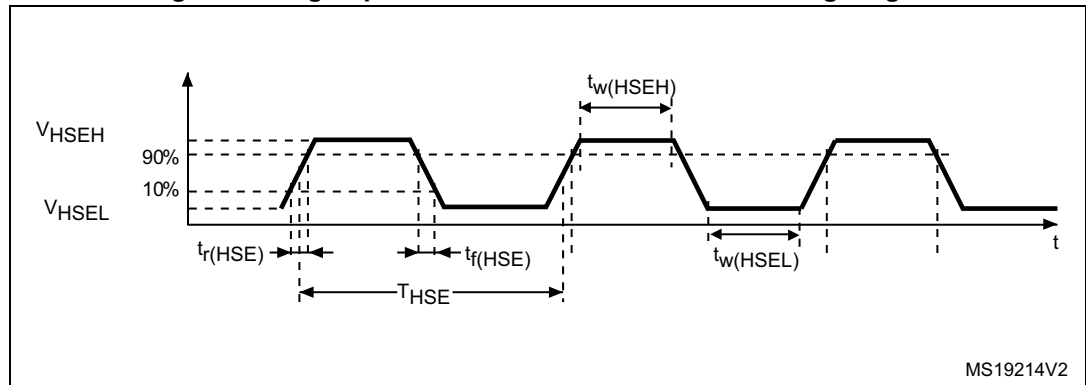 tw(HSEH)
VHSEH
90%
10%
VHSEL
tr(HSE)
tf(HSE)
tw(HSEL)
t
THSE
MS19214V2